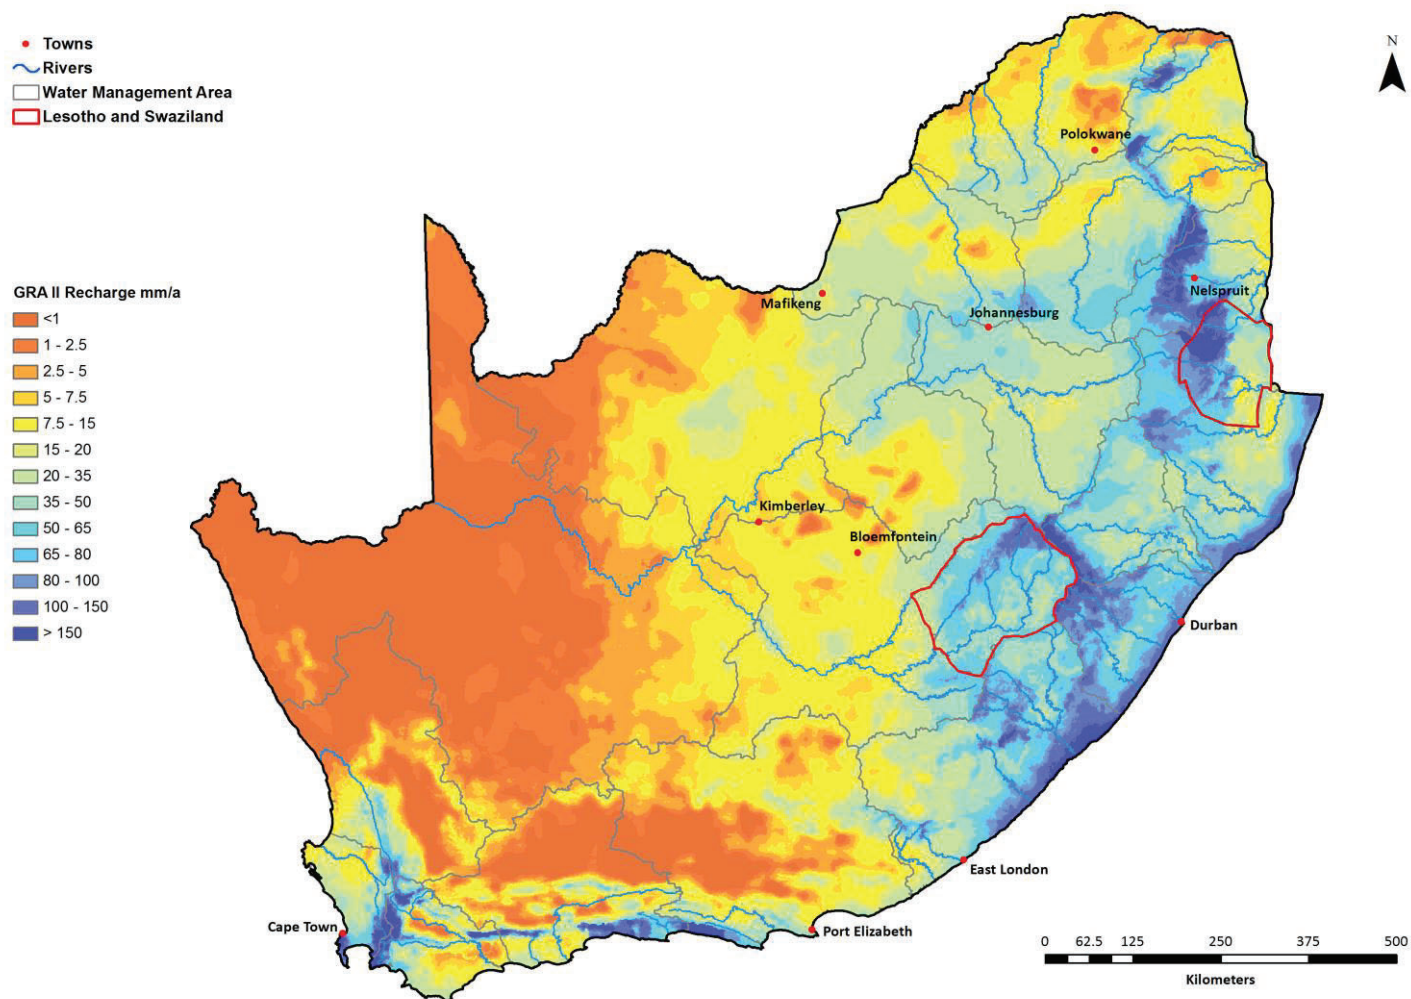 Towns
Rivers
Water Management Area
Lesotho and Swaziland
N
Polokwane
GRA II Recharge mm/a
<1
1 - 2.5
2.5 - 5
5 - 7.5
7.5 - 15
15 - 20
20 - 35
35 - 50
50 - 65
65 - 80
80 - 100
100 - 150
> 150
Mafikeng
Nelspruit
Johannesburg
Kimberley
Bloemfontein
Durban
East London
Cape Town
Port Elizabeth
0 62.5 125 250 375 500
Kilometers